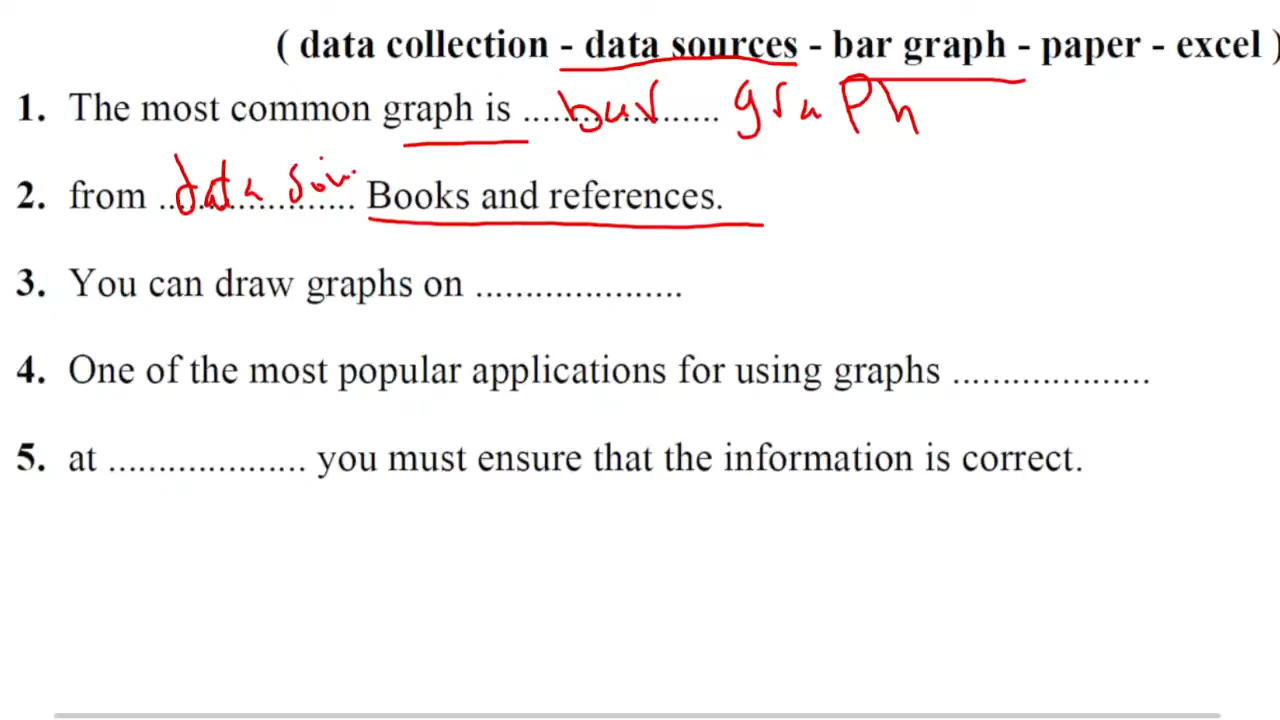 ( data collection - data sources - bar graph - paper - excel )
1. The most common graph is .................... bar graph
2. from .................... data sour Books and references.
3. You can draw graphs on .....................
4. One of the most popular applications for using graphs ....................
5. at .................... you must ensure that the information is correct.